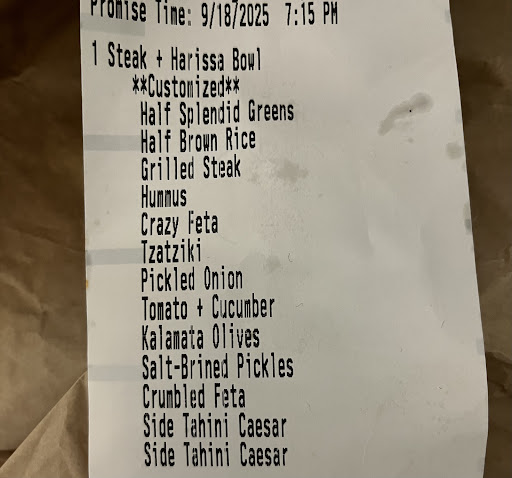 Promise Time: 9/18/2025 7:15 PM
1 Steak + Harissa Bowl
**Customized**
Half Splendid Greens
Half Brown Rice
Grilled Steak
Hummus
Crazy Feta
Tzatziki
Pickled Onion
Tomato + Cucumber
Kalamata Olives
Salt-Brined Pickles
Crumbled Feta
Side Tahini Caesar
Side Tahini Caesar